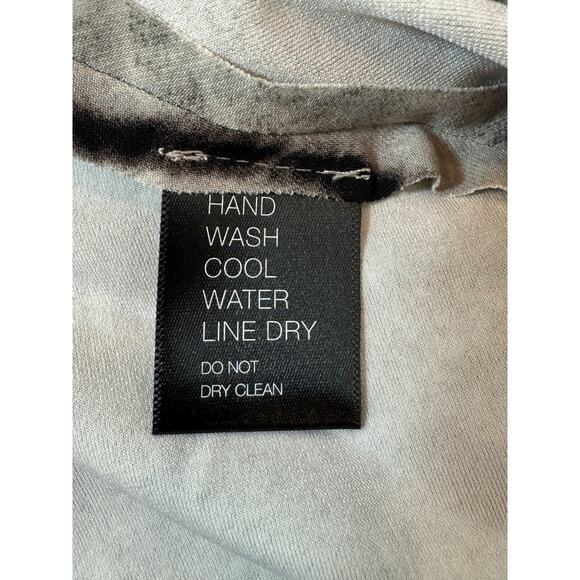 HAND
WASH
COOL
WATER
LINE DRY
DO NOT
DRY CLEAN